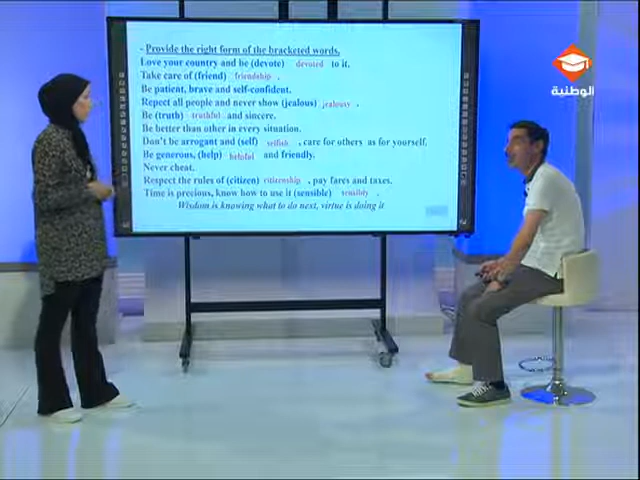 - Provide the right form of the bracketed words.
Love your country and be (devote) devoted to it.
Take care of (friend) friendship .
Be patient, brave and self-confident.
Repect all people and never show (jealous) jealousy .
Be (truth) truthful and sincere.
Be better than other in every situation.
Don't be arrogant and (self) selfish , care for others as for yourself.
Be generous, (help) helpful and friendly.
Never cheat.
Respect the rules of (citizen) citizenship , pay fares and taxes.
Time is precious, know how to use it (sensible) sensibly .
Wisdom is knowing what to do next, virtue is doing it
الوطنية